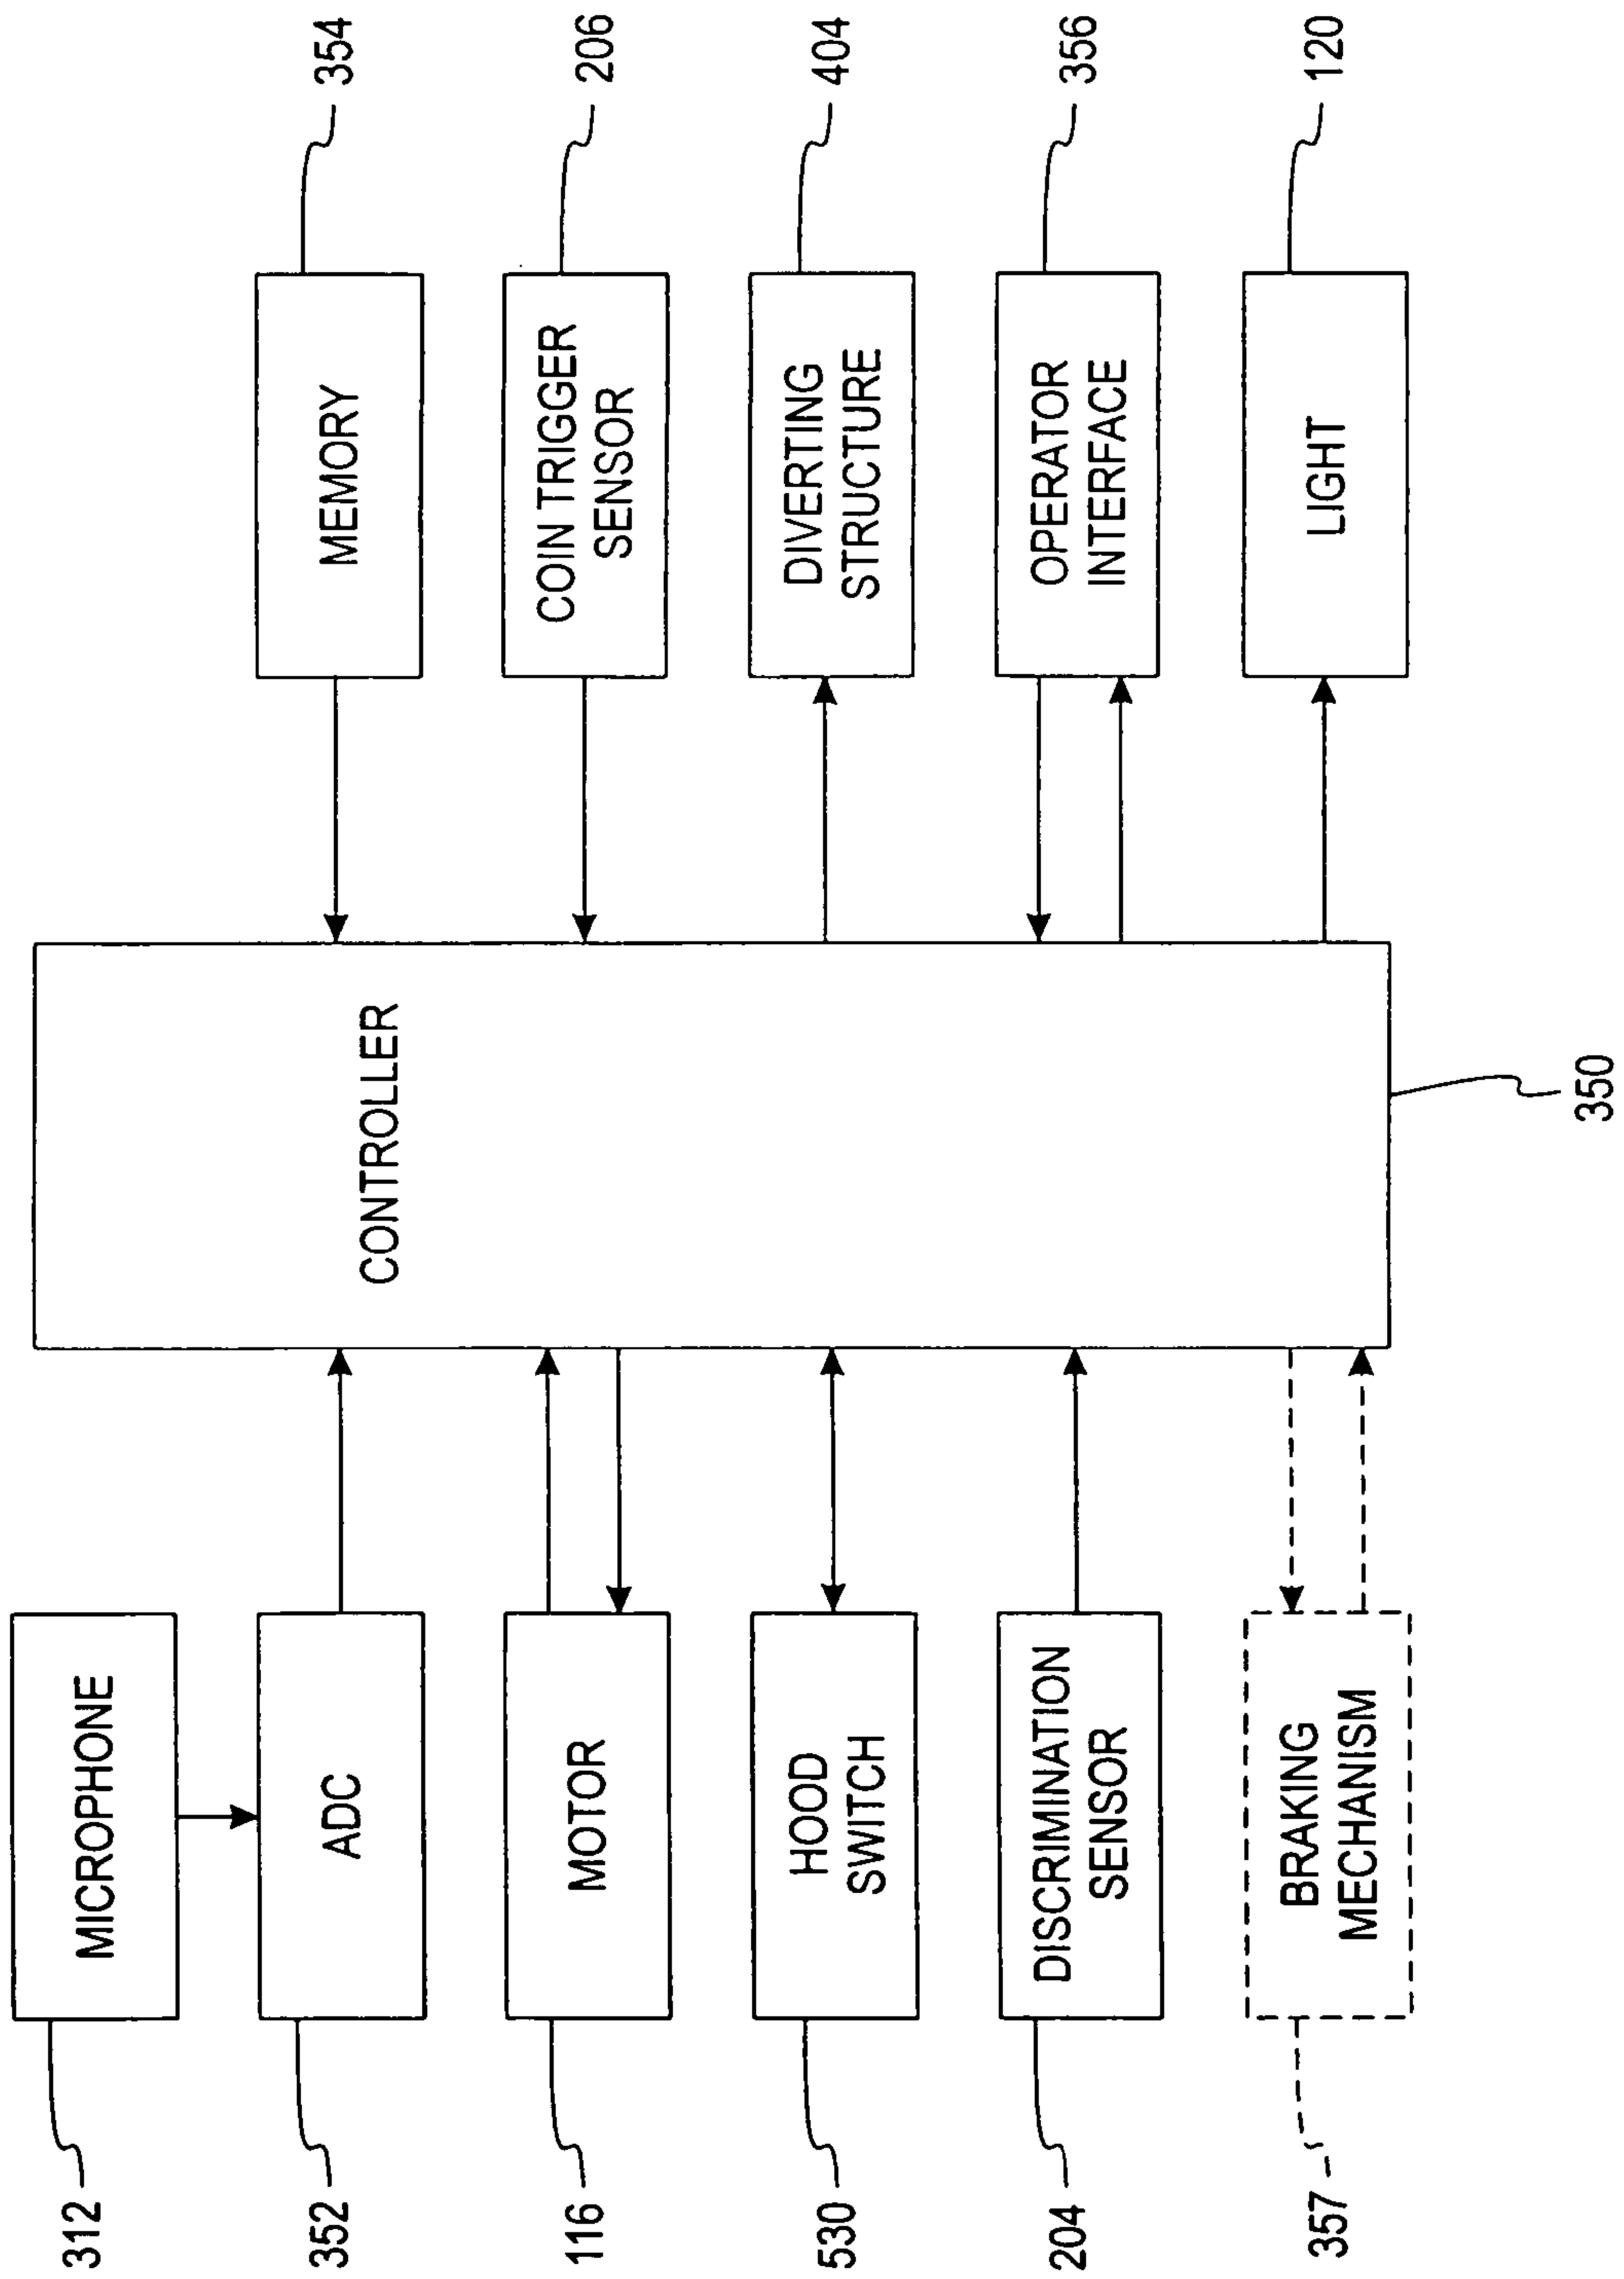 312
MICROPHONE
352
ADC
116
MOTOR
530
HOOD
SWITCH
204
DISCRIMINATION
SENSOR
357
BRAKING
MECHANISM
CONTROLLER
350
MEMORY
354
COIN TRIGGER
SENSOR
206
DIVERTING
STRUCTURE
404
OPERATOR
INTERFACE
356
LIGHT
120